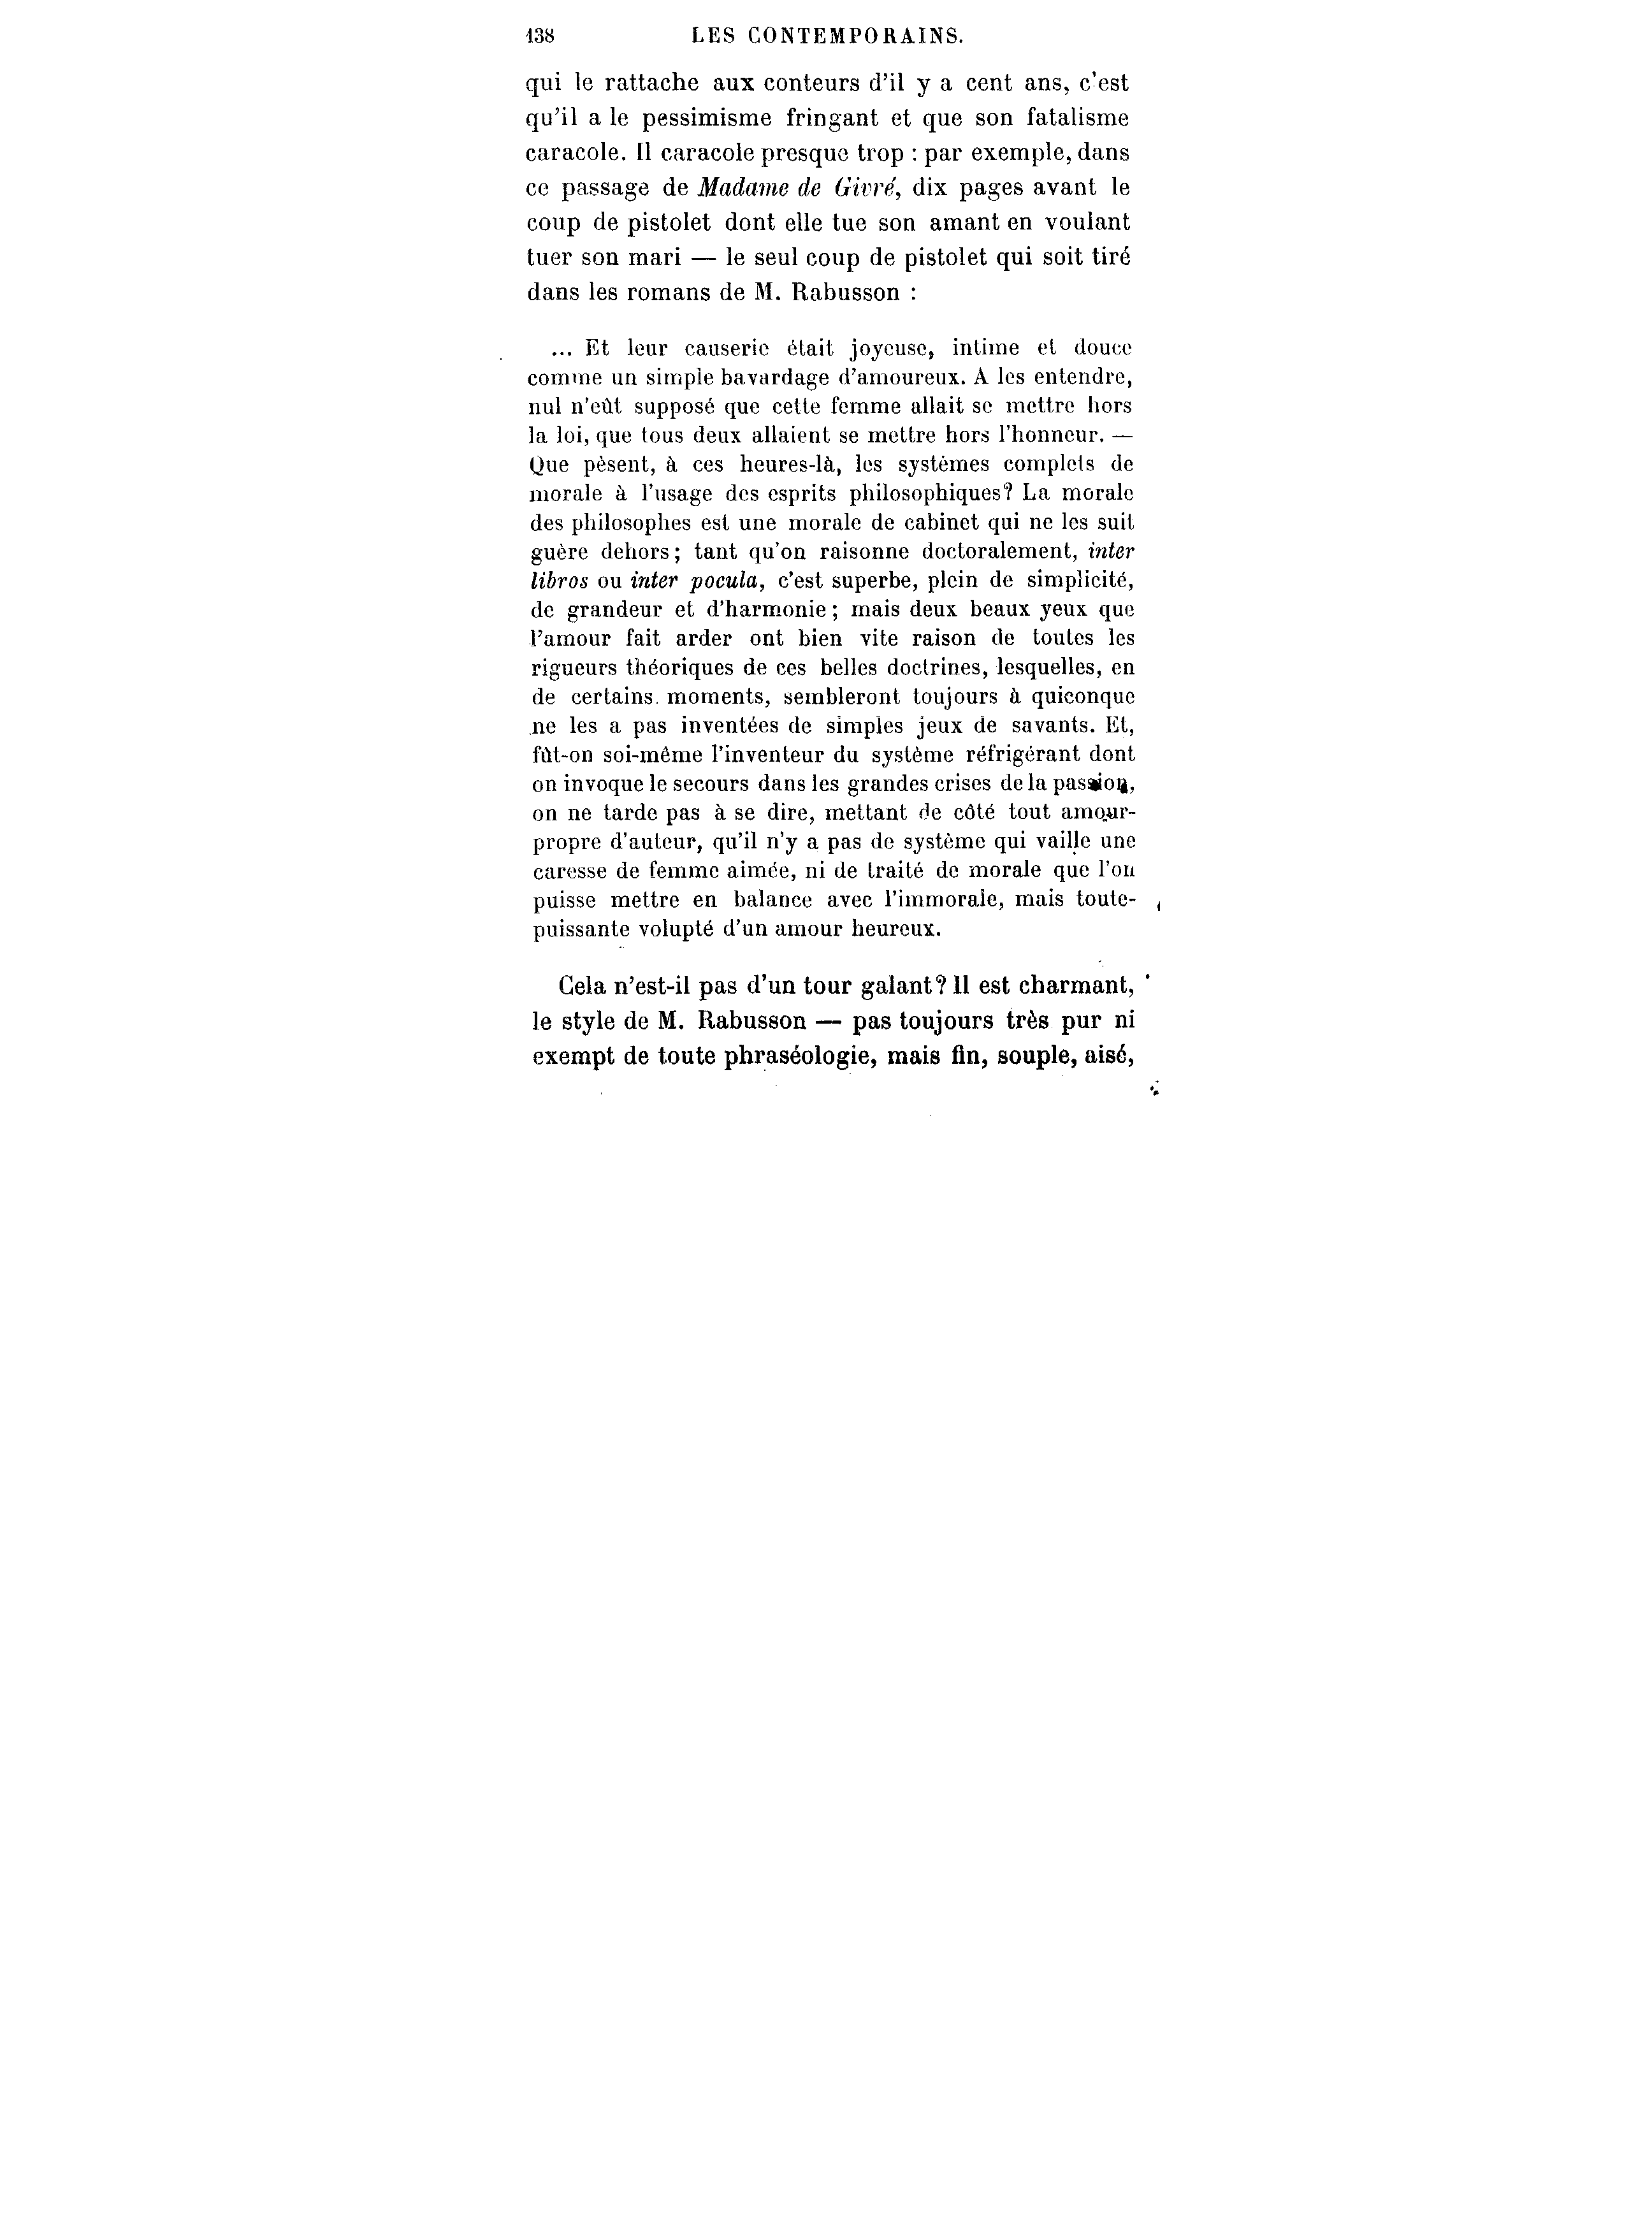 138 LES CONTEMPORAINS.
qui le rattache aux conteurs d'il y a cent ans, c'est
qu'il a le pessimisme fringant et que son fatalisme
caracole. Il caracole presque trop : par exemple, dans
ce passage de Madame de Givré, dix pages avant le
coup de pistolet dont elle tue son amant en voulant
tuer son mari — le seul coup de pistolet qui soit tiré
dans les romans de M. Rabusson :
... Et leur causerie était joyeuse, intime et douce
comme un simple bavardage d'amoureux. A les entendre,
nul n'eût supposé que cette femme allait se mettre hors
la loi, que tous deux allaient se mettre hors l'honneur. —
Que pèsent, à ces heures-là, les systèmes complets de
morale à l'usage des esprits philosophiques? La morale
des philosophes est une morale de cabinet qui ne les suit
guère dehors; tant qu'on raisonne doctoralement, inter
libros ou inter pocula, c'est superbe, plein de simplicité,
de grandeur et d'harmonie; mais deux beaux yeux que
l'amour fait arder ont bien vite raison de toutes les
rigueurs théoriques de ces belles doctrines, lesquelles, en
de certains moments, sembleront toujours à quiconque
ne les a pas inventées de simples jeux de savants. Et,
fût-on soi-même l'inventeur du système réfrigérant dont
on invoque le secours dans les grandes crises de la passion,
on ne tarde pas à se dire, mettant de côté tout amour-
propre d'auteur, qu'il n'y a pas de système qui vaille une
caresse de femme aimée, ni de traité de morale que l'on
puisse mettre en balance avec l'immorale, mais toute-
puissante volupté d'un amour heureux.
Cela n'est-il pas d'un tour galant? Il est charmant,
le style de M. Rabusson — pas toujours très pur ni
exempt de toute phraséologie, mais fin, souple, aisé,